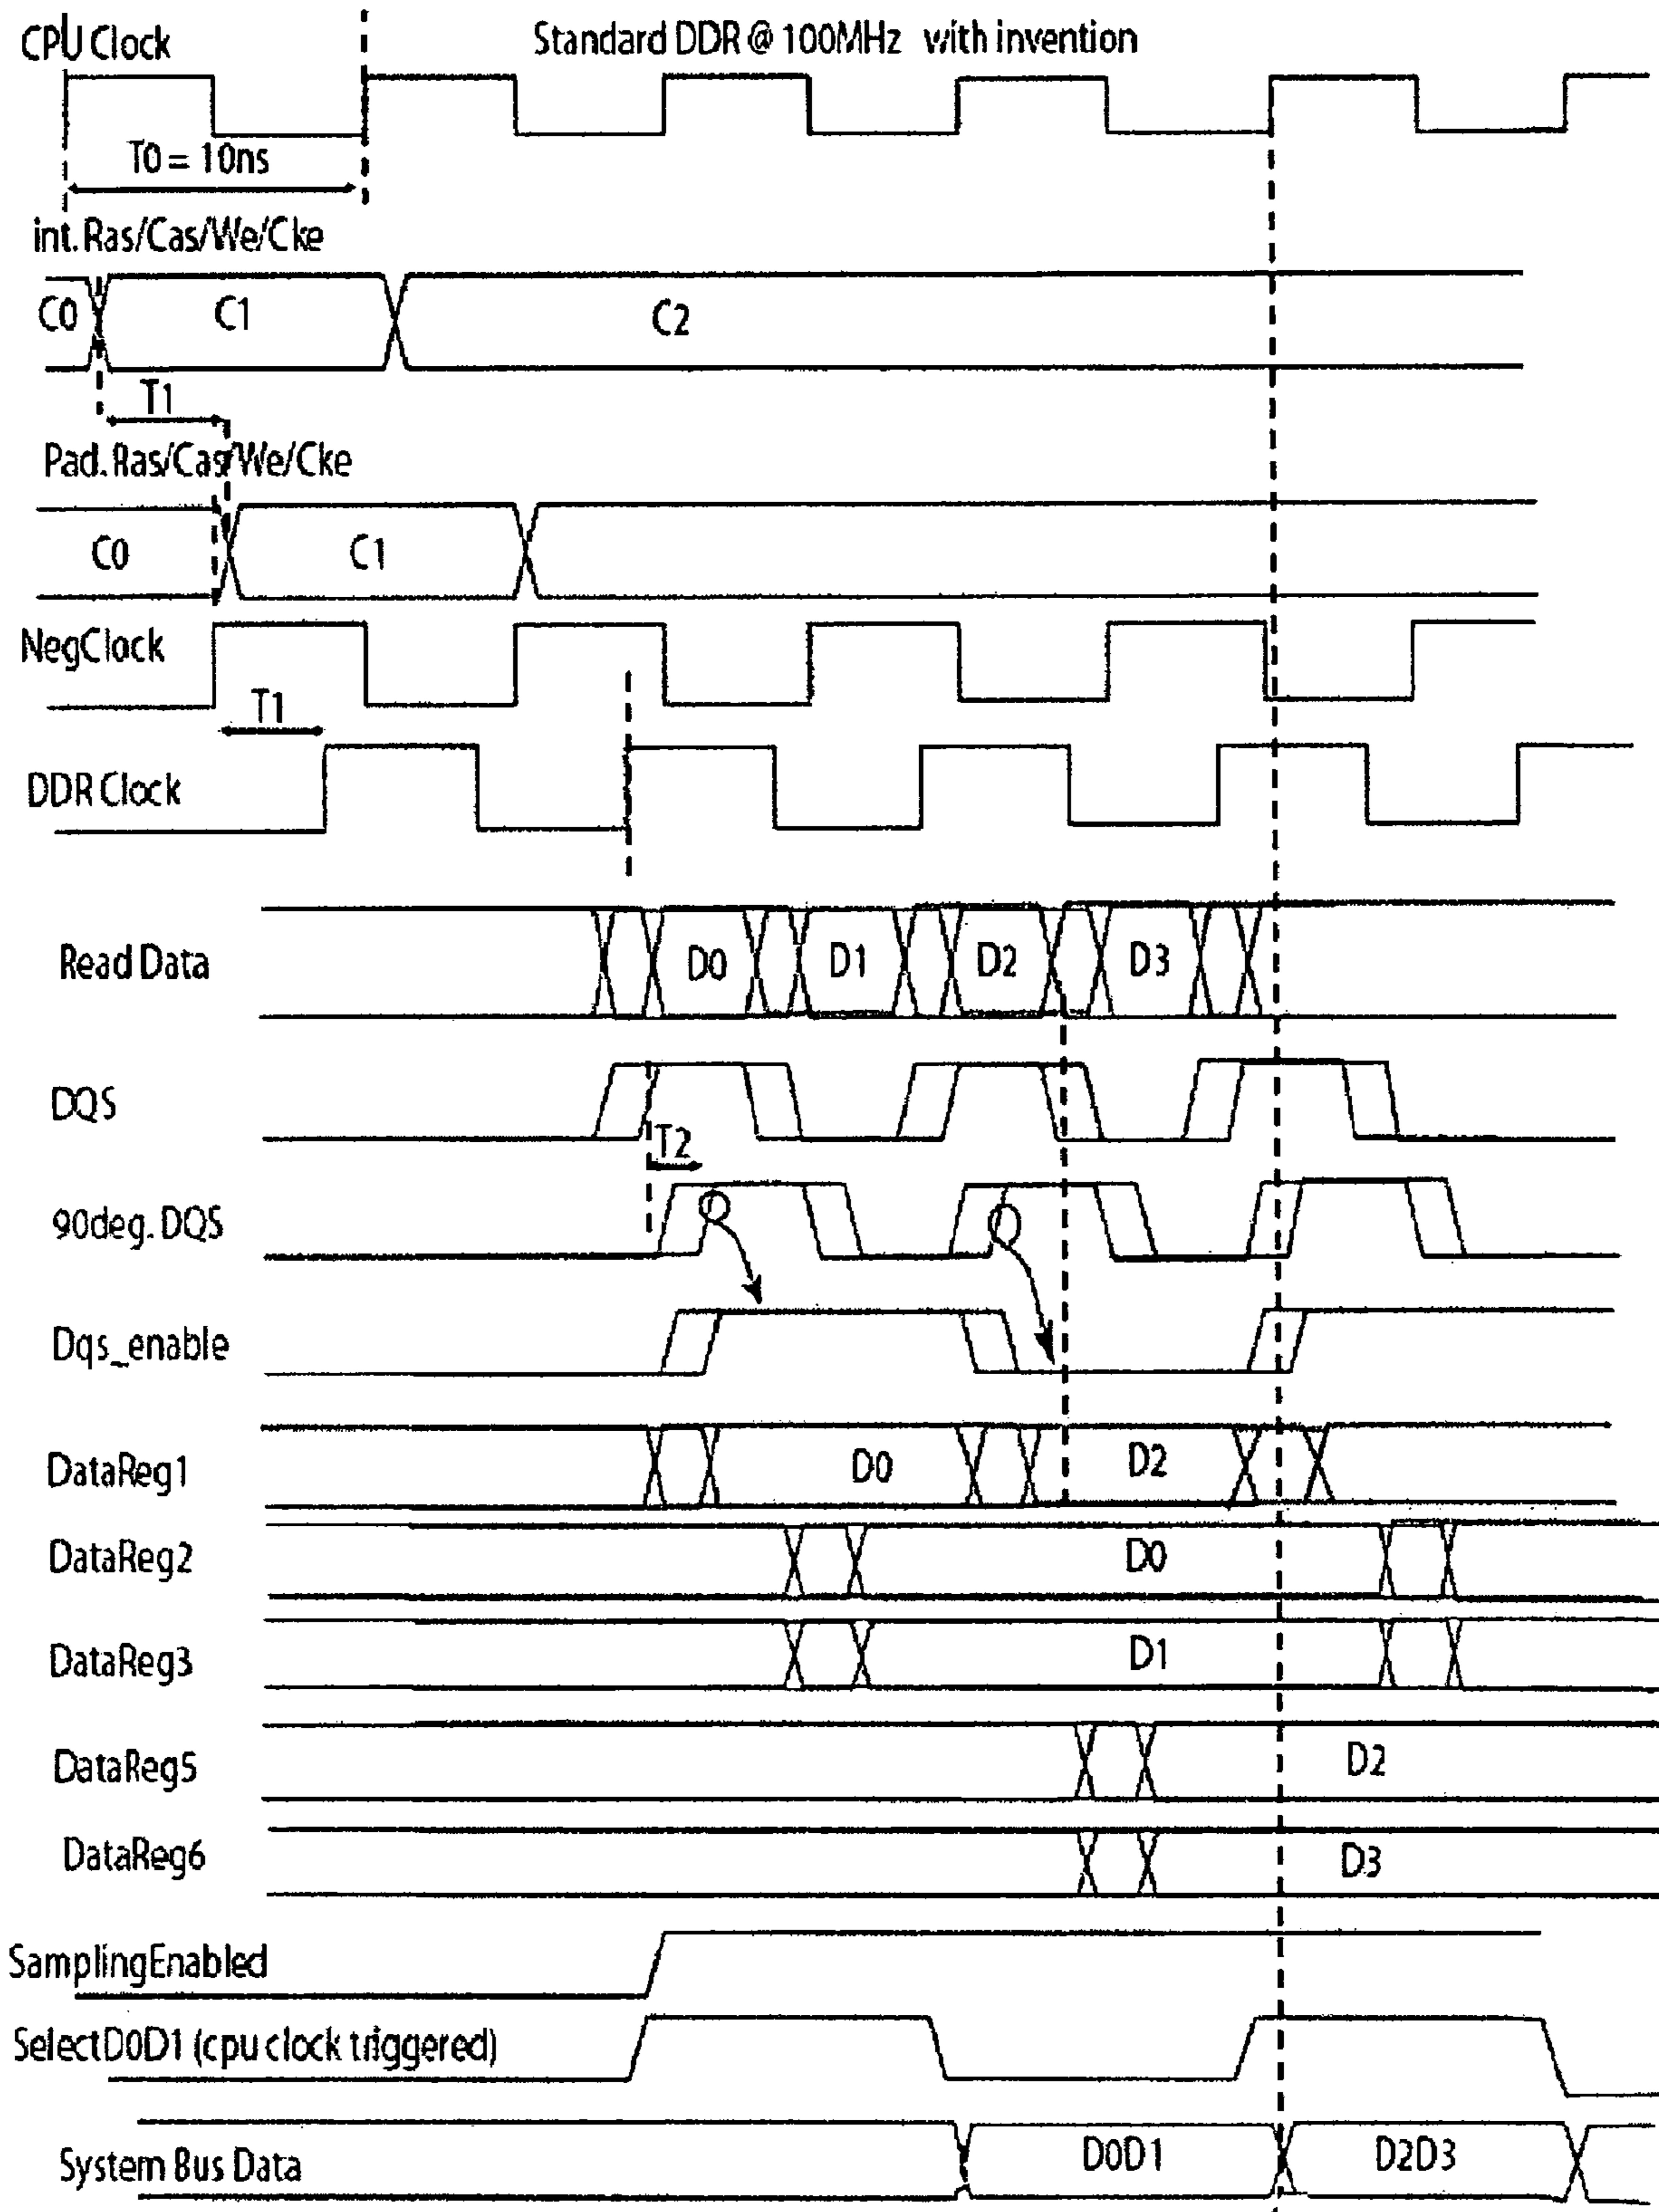 CPU Clock
Standard DDR @ 100MHz with invention
T0 = 10ns
int. Ras/Cas/We/Cke
C0
C1
C2
T1
Pad. Ras/Cas/We/Cke
C0
C1
NegClock
T1
DDR Clock
Read Data
D0
D1
D2
D3
DQS
T2
90deg. DQS
Dqs_enable
DataReg1
D0
D2
DataReg2
D0
DataReg3
D1
DataReg5
D2
DataReg6
D3
SamplingEnabled
SelectD0D1 (cpu clock triggered)
System Bus Data
D0D1
D2D3